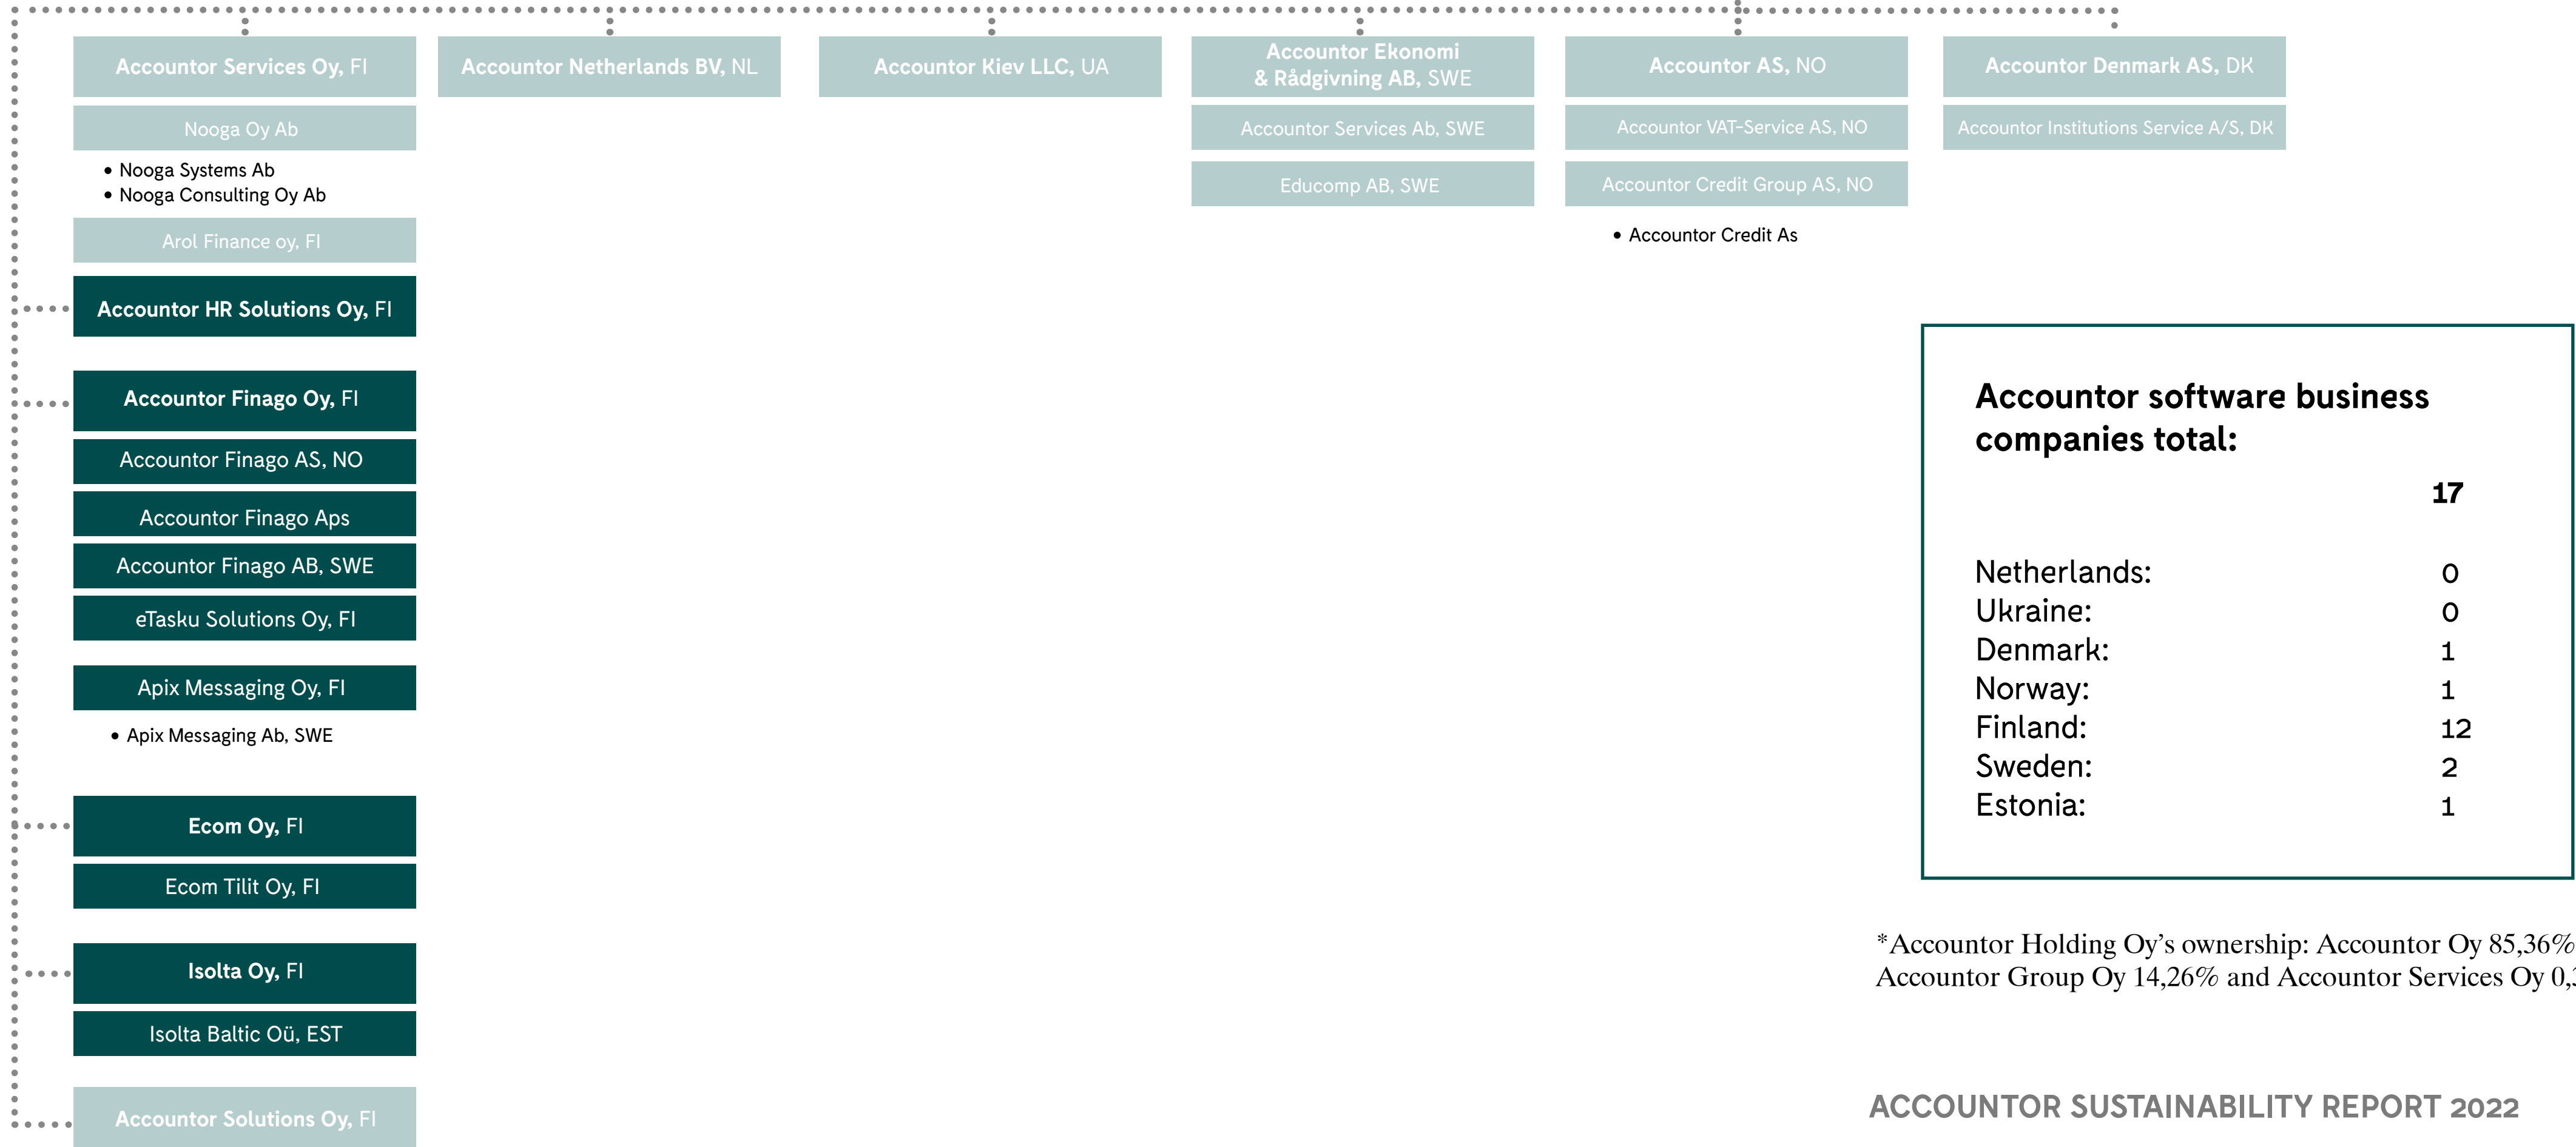 Accountor Services Oy, FI
Nooga Oy Ab
• Nooga Systems Ab
• Nooga Consulting Oy Ab
Arol Finance oy, FI
Accountor Netherlands BV, NL
Accountor Kiev LLC, UA
Accountor Ekonomi
& Rådgivning AB, SWE
Accountor Services Ab, SWE
Educomp AB, SWE
Accountor AS, NO
Accountor VAT-Service AS, NO
Accountor Credit Group AS, NO
• Accountor Credit As
Accountor Denmark AS, DK
Accountor Institutions Service A/S, DK
Accountor HR Solutions Oy, FI
Accountor Finago Oy, FI
Accountor Finago AS, NO
Accountor Finago Aps
Accountor Finago AB, SWE
eTasku Solutions Oy, FI
Apix Messaging Oy, FI
• Apix Messaging Ab, SWE
Ecom Oy, FI
Ecom Tilit Oy, FI
Isolta Oy, FI
Isolta Baltic Oü, EST
Accountor Solutions Oy, FI
Accountor software business
companies total:
17
Netherlands: 0
Ukraine: 0
Denmark: 1
Norway: 1
Finland: 12
Sweden: 2
Estonia: 1
*Accountor Holding Oy’s ownership: Accountor Oy 85,36%
Accountor Group Oy 14,26% and Accountor Services Oy
ACCOUNTOR SUSTAINABILITY REPORT 2022